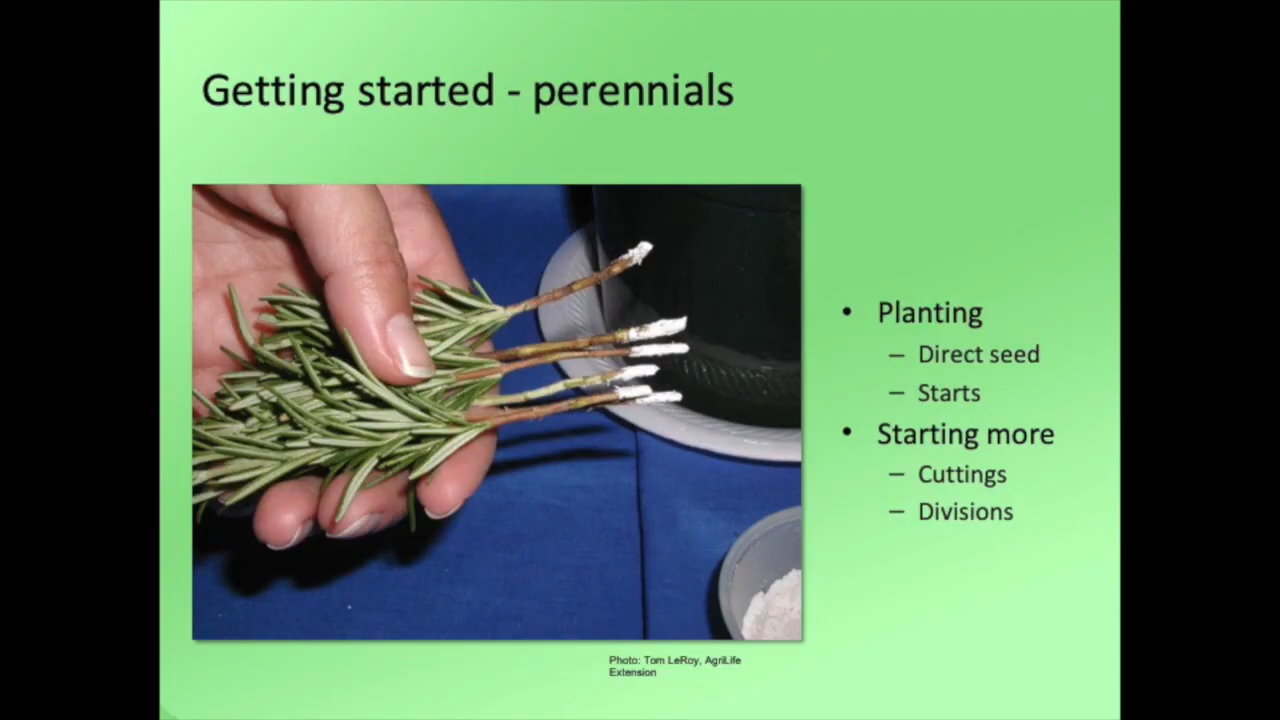 Getting started - perennials
• Planting
– Direct seed
– Starts
• Starting more
– Cuttings
– Divisions
Photo: Tom LeRoy, AgriLife
Extension